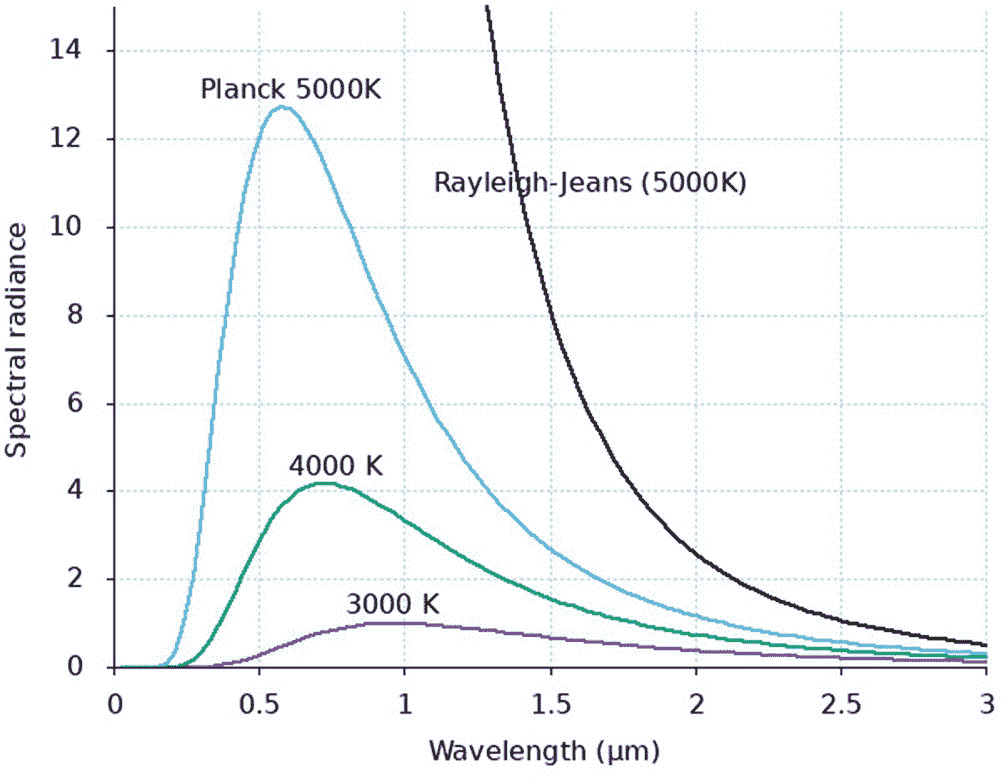 14
Planck 5000K
12
Rayleigh-Jeans (5000K)
10
8
6
4000 K
4
2
3000 K
0
0 0.5 1 1.5 2 2.5 3
Wavelength (µm)
Spectral radiance